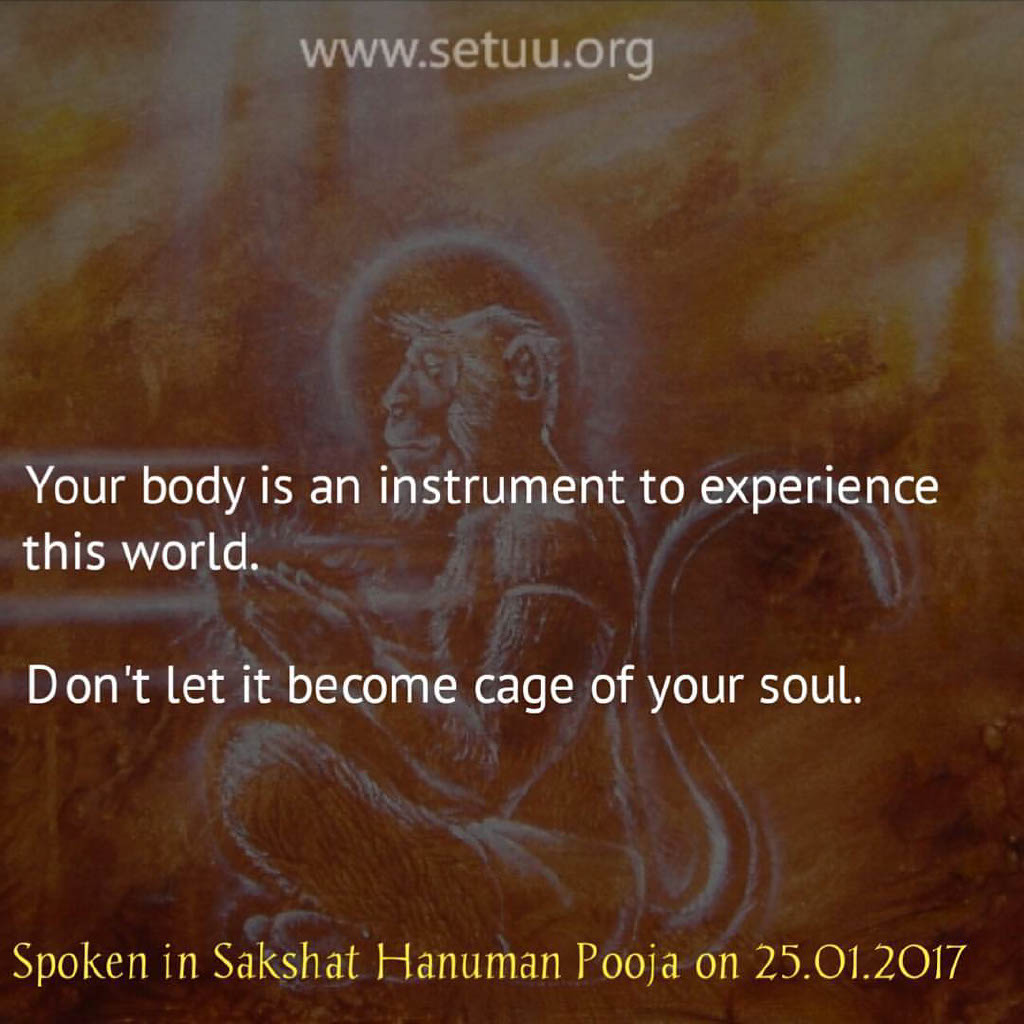 www.setuu.org
Your body is an instrument to experience
this world.
Don't let it become cage of your soul.
Spoken in Sakshat Hanuman Pooja on 25.01.2017